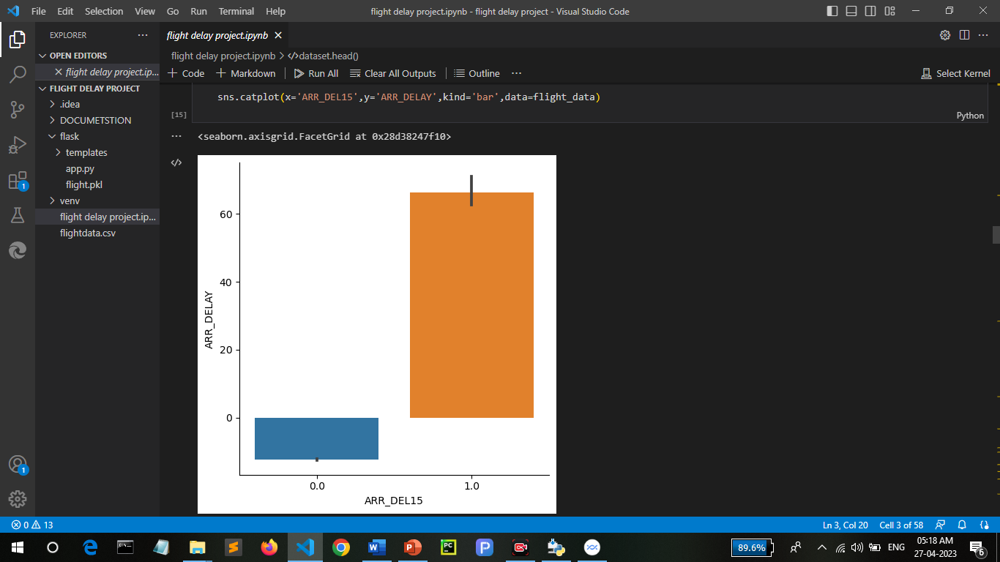 File Edit Selection View Go Run Terminal Help
flight delay project.ipynb - flight delay project - Visual Studio Code
EXPLORER
OPEN EDITORS
flight delay project.ip...
FLIGHT DELAY PROJECT
.idea
DOCUMETSTION
flask
templates
app.py
flight.pkl
venv
flight delay project.ip...
flightdata.csv
flight delay project.ipynb
flight delay project.ipynb > dataset.head()
+ Code + Markdown Run All Clear All Outputs Outline ...
Select Kernel
sns.catplot(x='ARR_DEL15',y='ARR_DELAY',kind='bar',data=flight_data)
[15]
Python
<seaborn.axisgrid.FacetGrid at 0x28d38247f10>
60
40
20
0
ARR_DELAY
0.0 1.0
ARR_DEL15
1
1
0 13
Ln 3, Col 20 Cell 3 of 58
89.6%
ENG
05:18 AM
27-04-2023
6